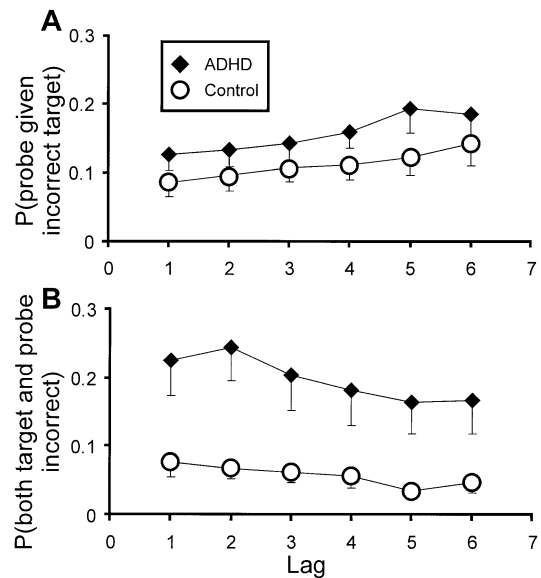 A
P(probe given
incorrect target)
0.3
0.2
0.1
0
ADHD
Control
0 1 2 3 4 5 6 7
B
P(both target and probe
incorrect)
0.3
0.2
0.1
0
0 1 2 3 4 5 6 7
Lag